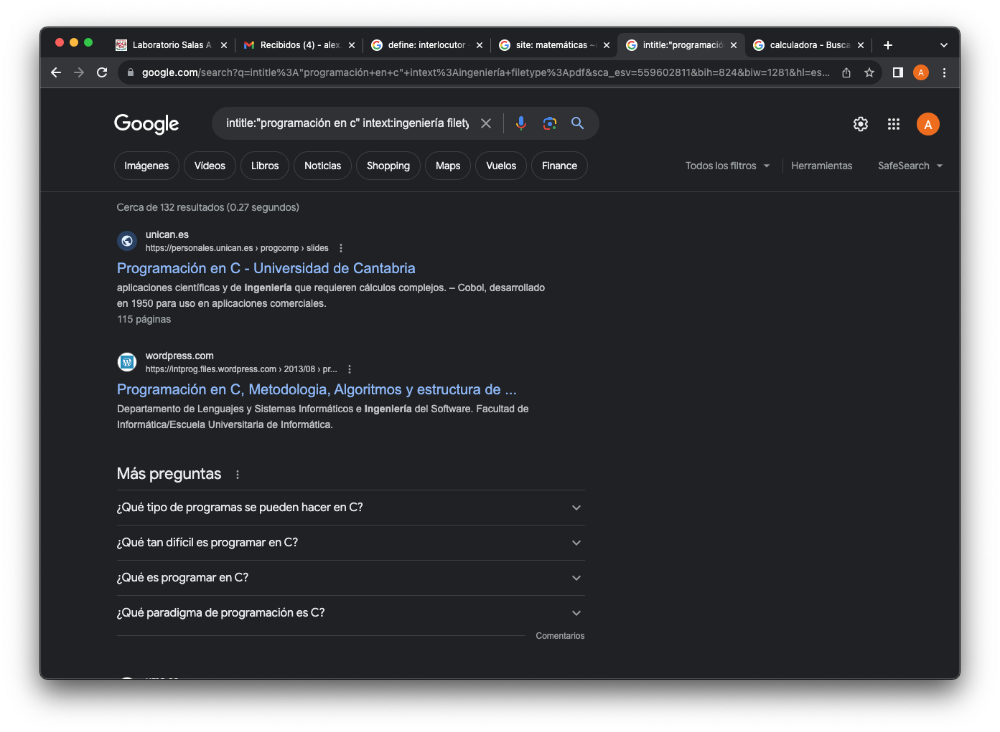 Laboratorio Salas A
Recibidos (4) - alex.
define: interlocutor
site: matemáticas ~
intitle:"programació
calculadora - Busca
google.com/search?q=intitle%3A"programación+en+c"+intext%3Aingeniería+filetype%3Apdf&sca_esv=559602811&bih=824&biw=1281&hl=es...
A
Google
intitle:"programación en c" intext:ingeniería filety
A
Imágenes
Vídeos
Libros
Noticias
Shopping
Maps
Vuelos
Finance
Todos los filtros
Herramientas
SafeSearch
Cerca de 132 resultados (0.27 segundos)
unican.es
https://personales.unican.es › progcomp › slides
Programación en C - Universidad de Cantabria
aplicaciones científicas y de ingeniería que requieren cálculos complejos. – Cobol, desarrollado
en 1950 para uso en aplicaciones comerciales.
115 páginas
wordpress.com
https://intprog.files.wordpress.com › 2013/08 › pr...
Programación en C, Metodologia, Algoritmos y estructura de ...
Departamento de Lenguajes y Sistemas Informáticos e Ingeniería del Software. Facultad de
Informática/Escuela Universitaria de Informática.
Más preguntas
¿Qué tipo de programas se pueden hacer en C?
¿Qué tan difícil es programar en C?
¿Qué es programar en C?
¿Qué paradigma de programación es C?
Comentarios